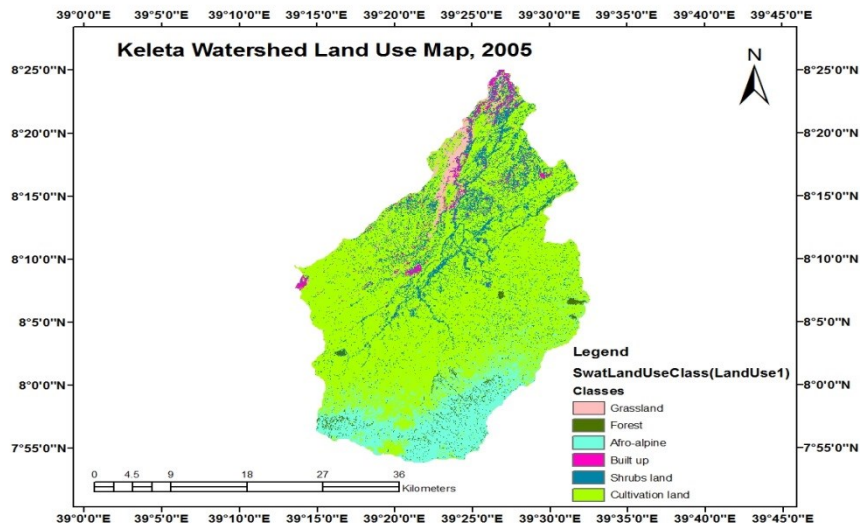 39°0'0"E 39°5'0"E 39°10'0"E 39°15'0"E 39°20'0"E 39°25'0"E 39°30'0"E 39°35'0"E 39°40'0"E 39°45'0"E
Keleta Watershed Land Use Map, 2005
N
8°25'0"N 8°25'0"N
8°20'0"N 8°20'0"N
8°15'0"N 8°15'0"N
8°10'0"N 8°10'0"N
8°5'0"N 8°5'0"N
8°0'0"N 8°0'0"N
7°55'0"N 7°55'0"N
Legend
SwatLandUseClass(LandUse1)
Classes
Grassland
Forest
Afro-alpine
Built up
Shrubs land
Cultivation land
0 4.5 9 18 27 36
Kilometers
39°0'0"E 39°5'0"E 39°10'0"E 39°15'0"E 39°20'0"E 39°25'0"E 39°30'0"E 39°35'0"E 39°40'0"E 39°45'0"E